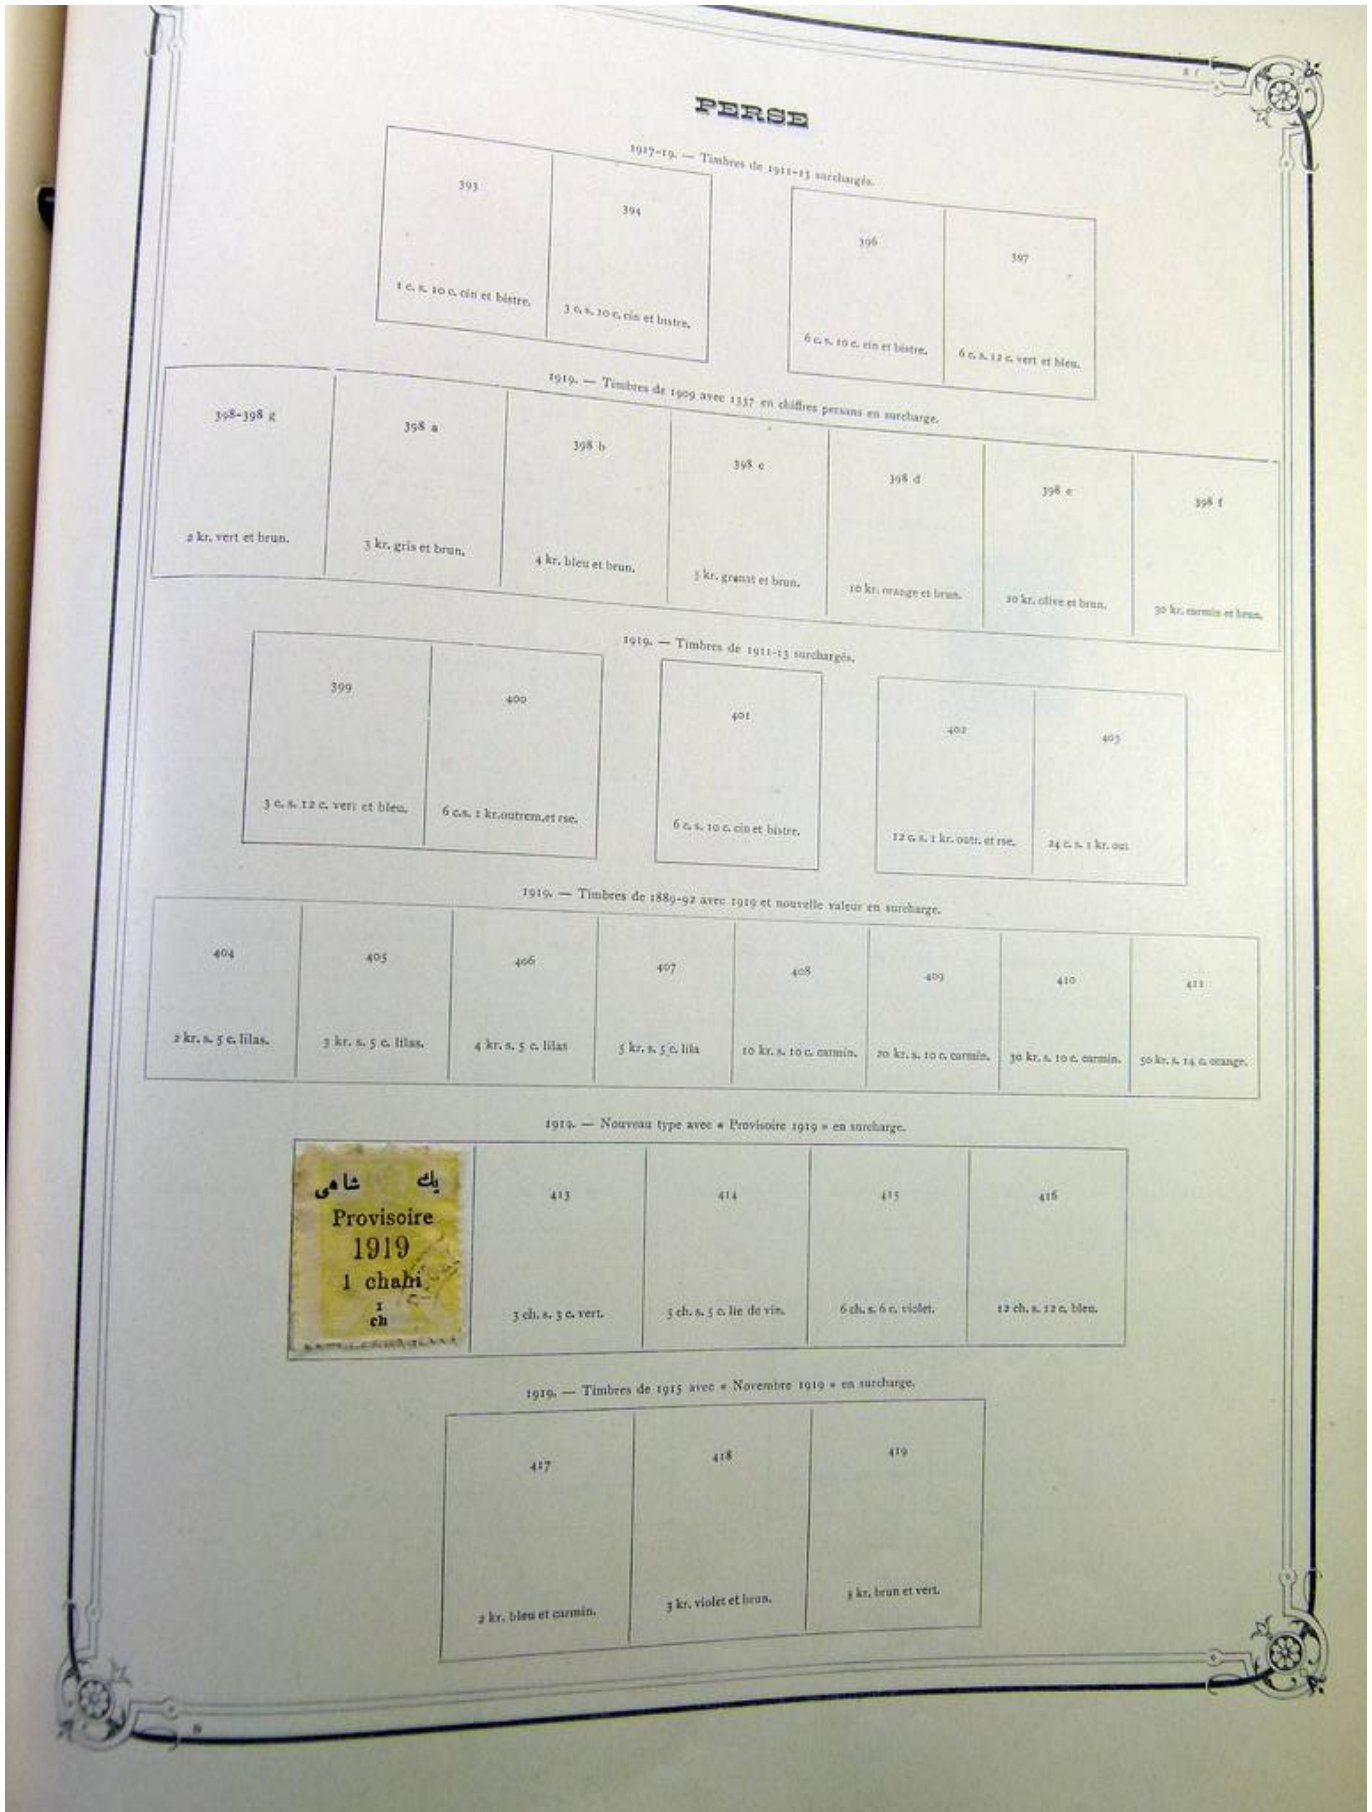 PERSE
1917-19. — Timbres de 1911-13 surchargés.
393
394
396
397
1 c. s. 10 c. cin et bistre.
3 c. s. 10 c. cin et bistre.
6 c. s. 10 c. cin et bistre.
6 c. s. 12 c. vert et bleu.
1919. — Timbres de 1909 avec 1337 en chiffres persans en surcharge.
398-398 g
398 a
398 b
398 c
398 d
398 e
398 f
2 kr. vert et brun.
3 kr. gris et brun.
4 kr. bleu et brun.
5 kr. grenat et brun.
10 kr. orange et brun.
20 kr. olive et brun.
30 kr. carmin et brun.
1919. — Timbres de 1911-13 surchargés.
399
400
401
402
403
3 c. s. 12 c. vert et bleu.
6 c.s. 1 kr.outrem.et rse.
6 c. s. 10 c. cin et bistre.
12 c. s. 1 kr. outr. et rse.
24 c. s. 1 kr. out
1919. — Timbres de 1889-92 avec 1919 et nouvelle valeur en surcharge.
404
405
406
407
408
409
410
411
2 kr. s. 5 c. lilas.
3 kr. s. 5 c. lilas.
4 kr. s. 5 c. lilas
5 kr. s. 5 c. lila
10 kr. s. 10 c. carmin.
20 kr. s. 10 c. carmin.
30 kr. s. 10 c. carmin.
50 kr. s. 14 c. orange.
1919. — Nouveau type avec « Provisoire 1919 » en surcharge.
يك شاهى
Provisoire
1919
1 chahi
1
ch
413
414
415
416
3 ch. s. 3 c. vert.
5 ch. s. 5 c. lie de vin.
6 ch. s. 6 c. violet.
12 ch. s. 12 c. bleu.
1919. — Timbres de 1915 avec « Novembre 1919 » en surcharge.
417
418
419
2 kr. bleu et carmin.
3 kr. violet et brun.
5 kr. brun et vert.